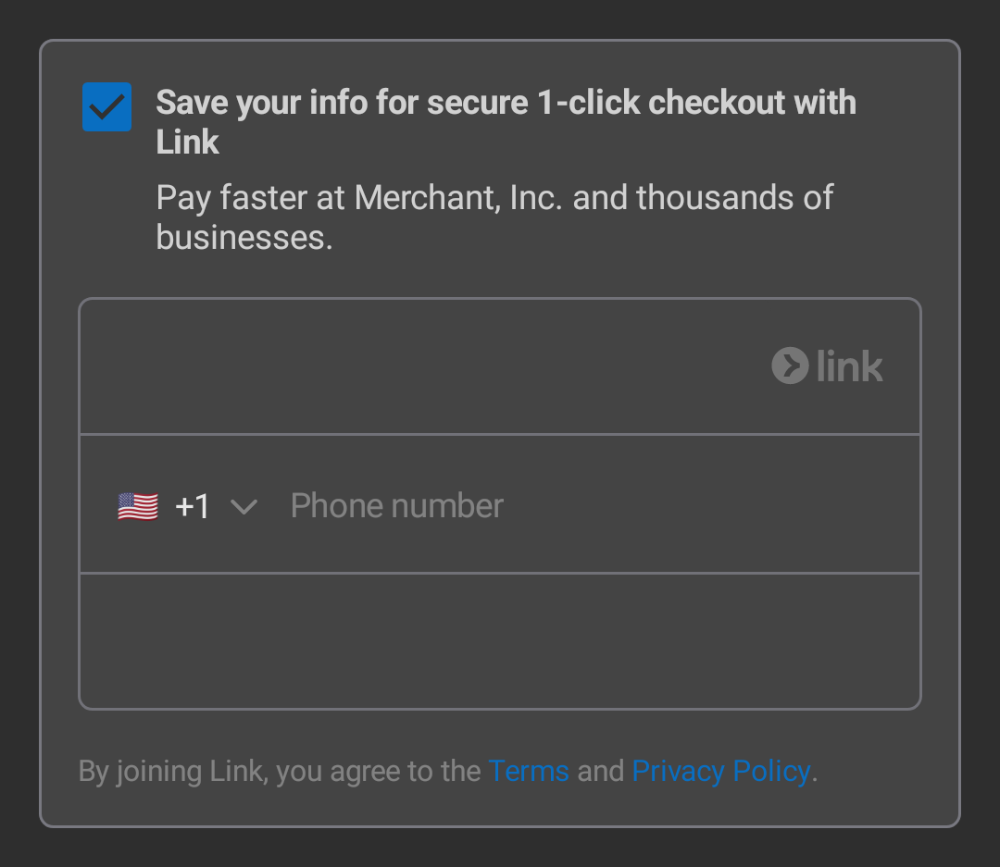 Save your info for secure 1-click checkout with
Link
Pay faster at Merchant, Inc. and thousands of
businesses.
link
+1 Phone number
By joining Link, you agree to the Terms and Privacy Policy.